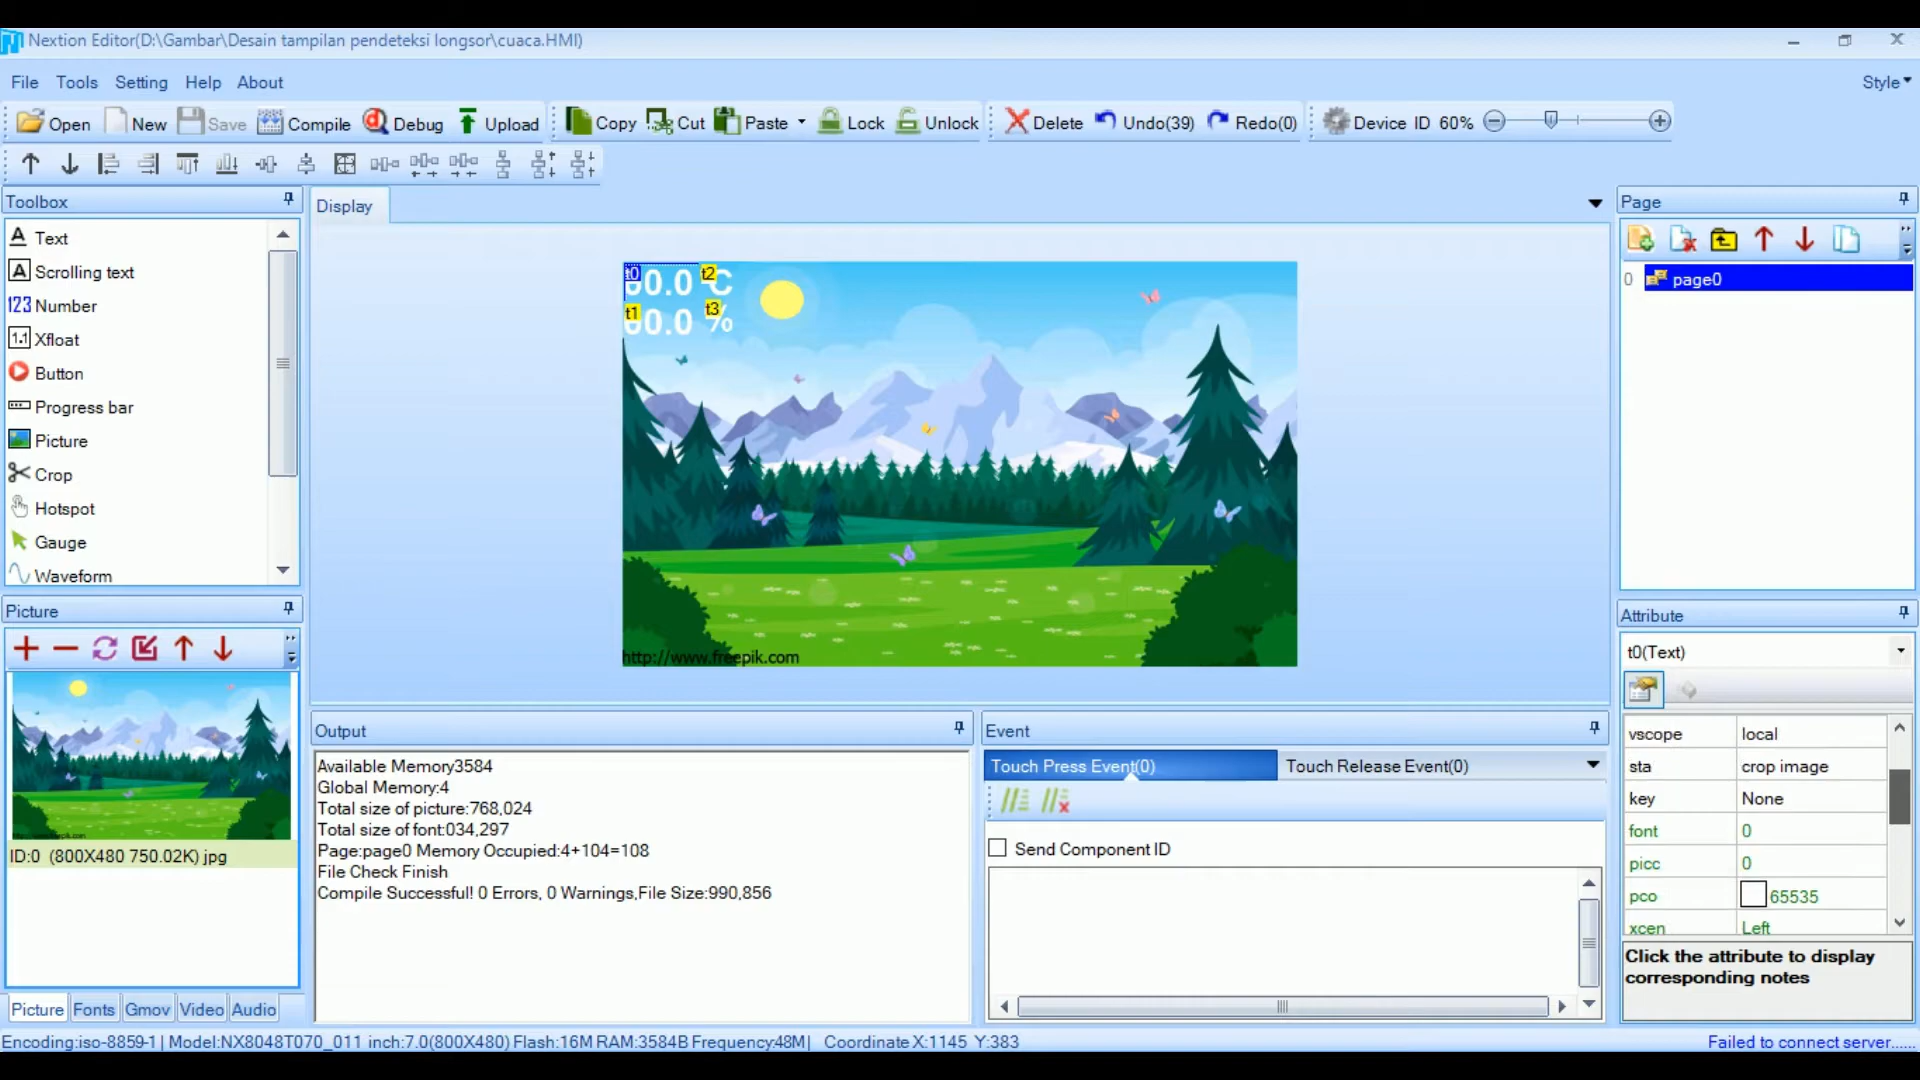 Nextion Editor(D:\Gambar\Desain tampilan pendeteksi longsor\cuaca.HMI)
File Tools Setting Help About Style
Open New Save Compile Debug Upload Copy Cut Paste Lock Unlock Delete Undo(39) Redo(0) Device ID 60%
Toolbox
A Text
A Scrolling text
123 Number
1.1 Xfloat
Button
Progress bar
Picture
Crop
Hotspot
Gauge
Waveform
Picture
ID:0 (800X480 750.02K) jpg
Picture Fonts Gmov Video Audio
Display
t0 00.0 t2 C
t1 00.0 t3 %
http://www.freepik.com
Output
Available Memory3584
Global Memory:4
Total size of picture:768,024
Total size of font:034,297
Page:page0 Memory Occupied:4+104=108
File Check Finish
Compile Successful! 0 Errors, 0 Warnings,File Size:990,856
Event
Touch Press Event(0) Touch Release Event(0)
Send Component ID
Page
0 page0
Attribute
t0(Text)
vscope local
sta crop image
key None
font 0
picc 0
pco 65535
xcen Left
Click the attribute to display
corresponding notes
Encoding:iso-8859-1| Model:NX8048T070_011 inch:7.0(800X480) Flash:16M RAM:3584B Frequency:48M| Coordinate X:1145 Y:383 Failed to connect server......